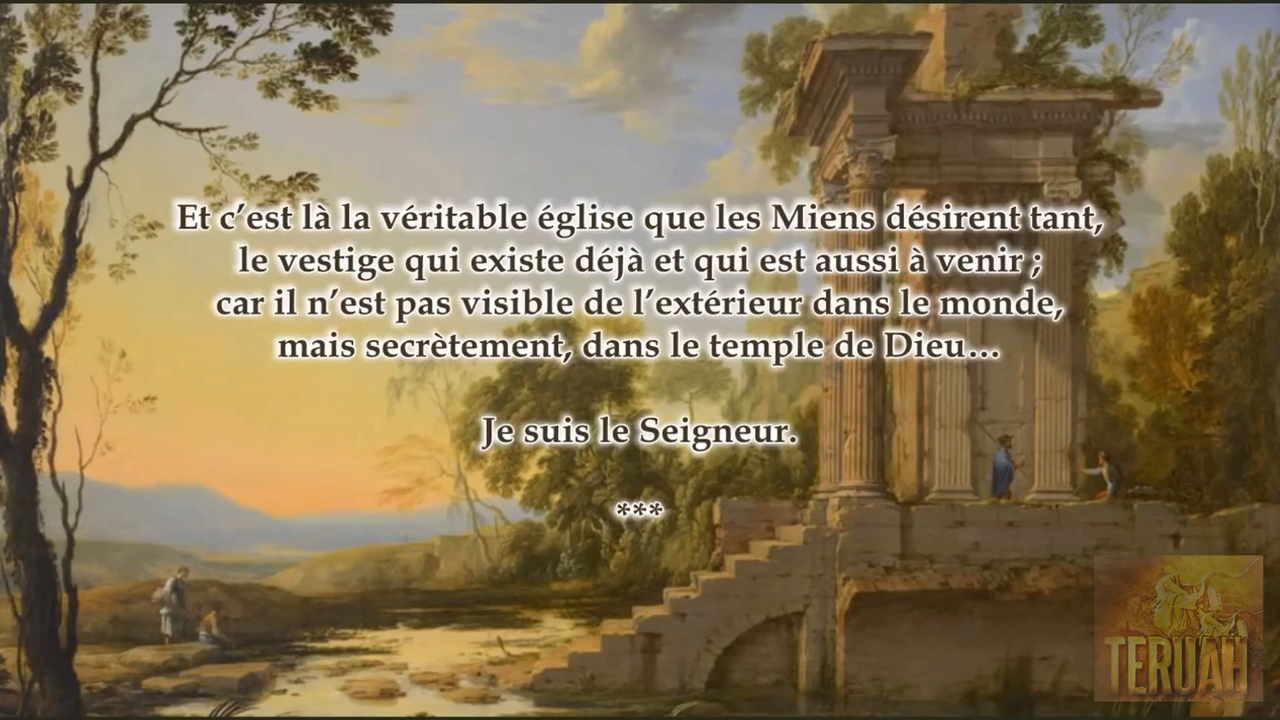 Et c’est là la véritable église que les Miens désirent tant,
le vestige qui existe déjà et qui est aussi à venir ;
car il n’est pas visible de l’extérieur dans le monde,
mais secrètement, dans le temple de Dieu…
Je suis le Seigneur.
***
TERUAH